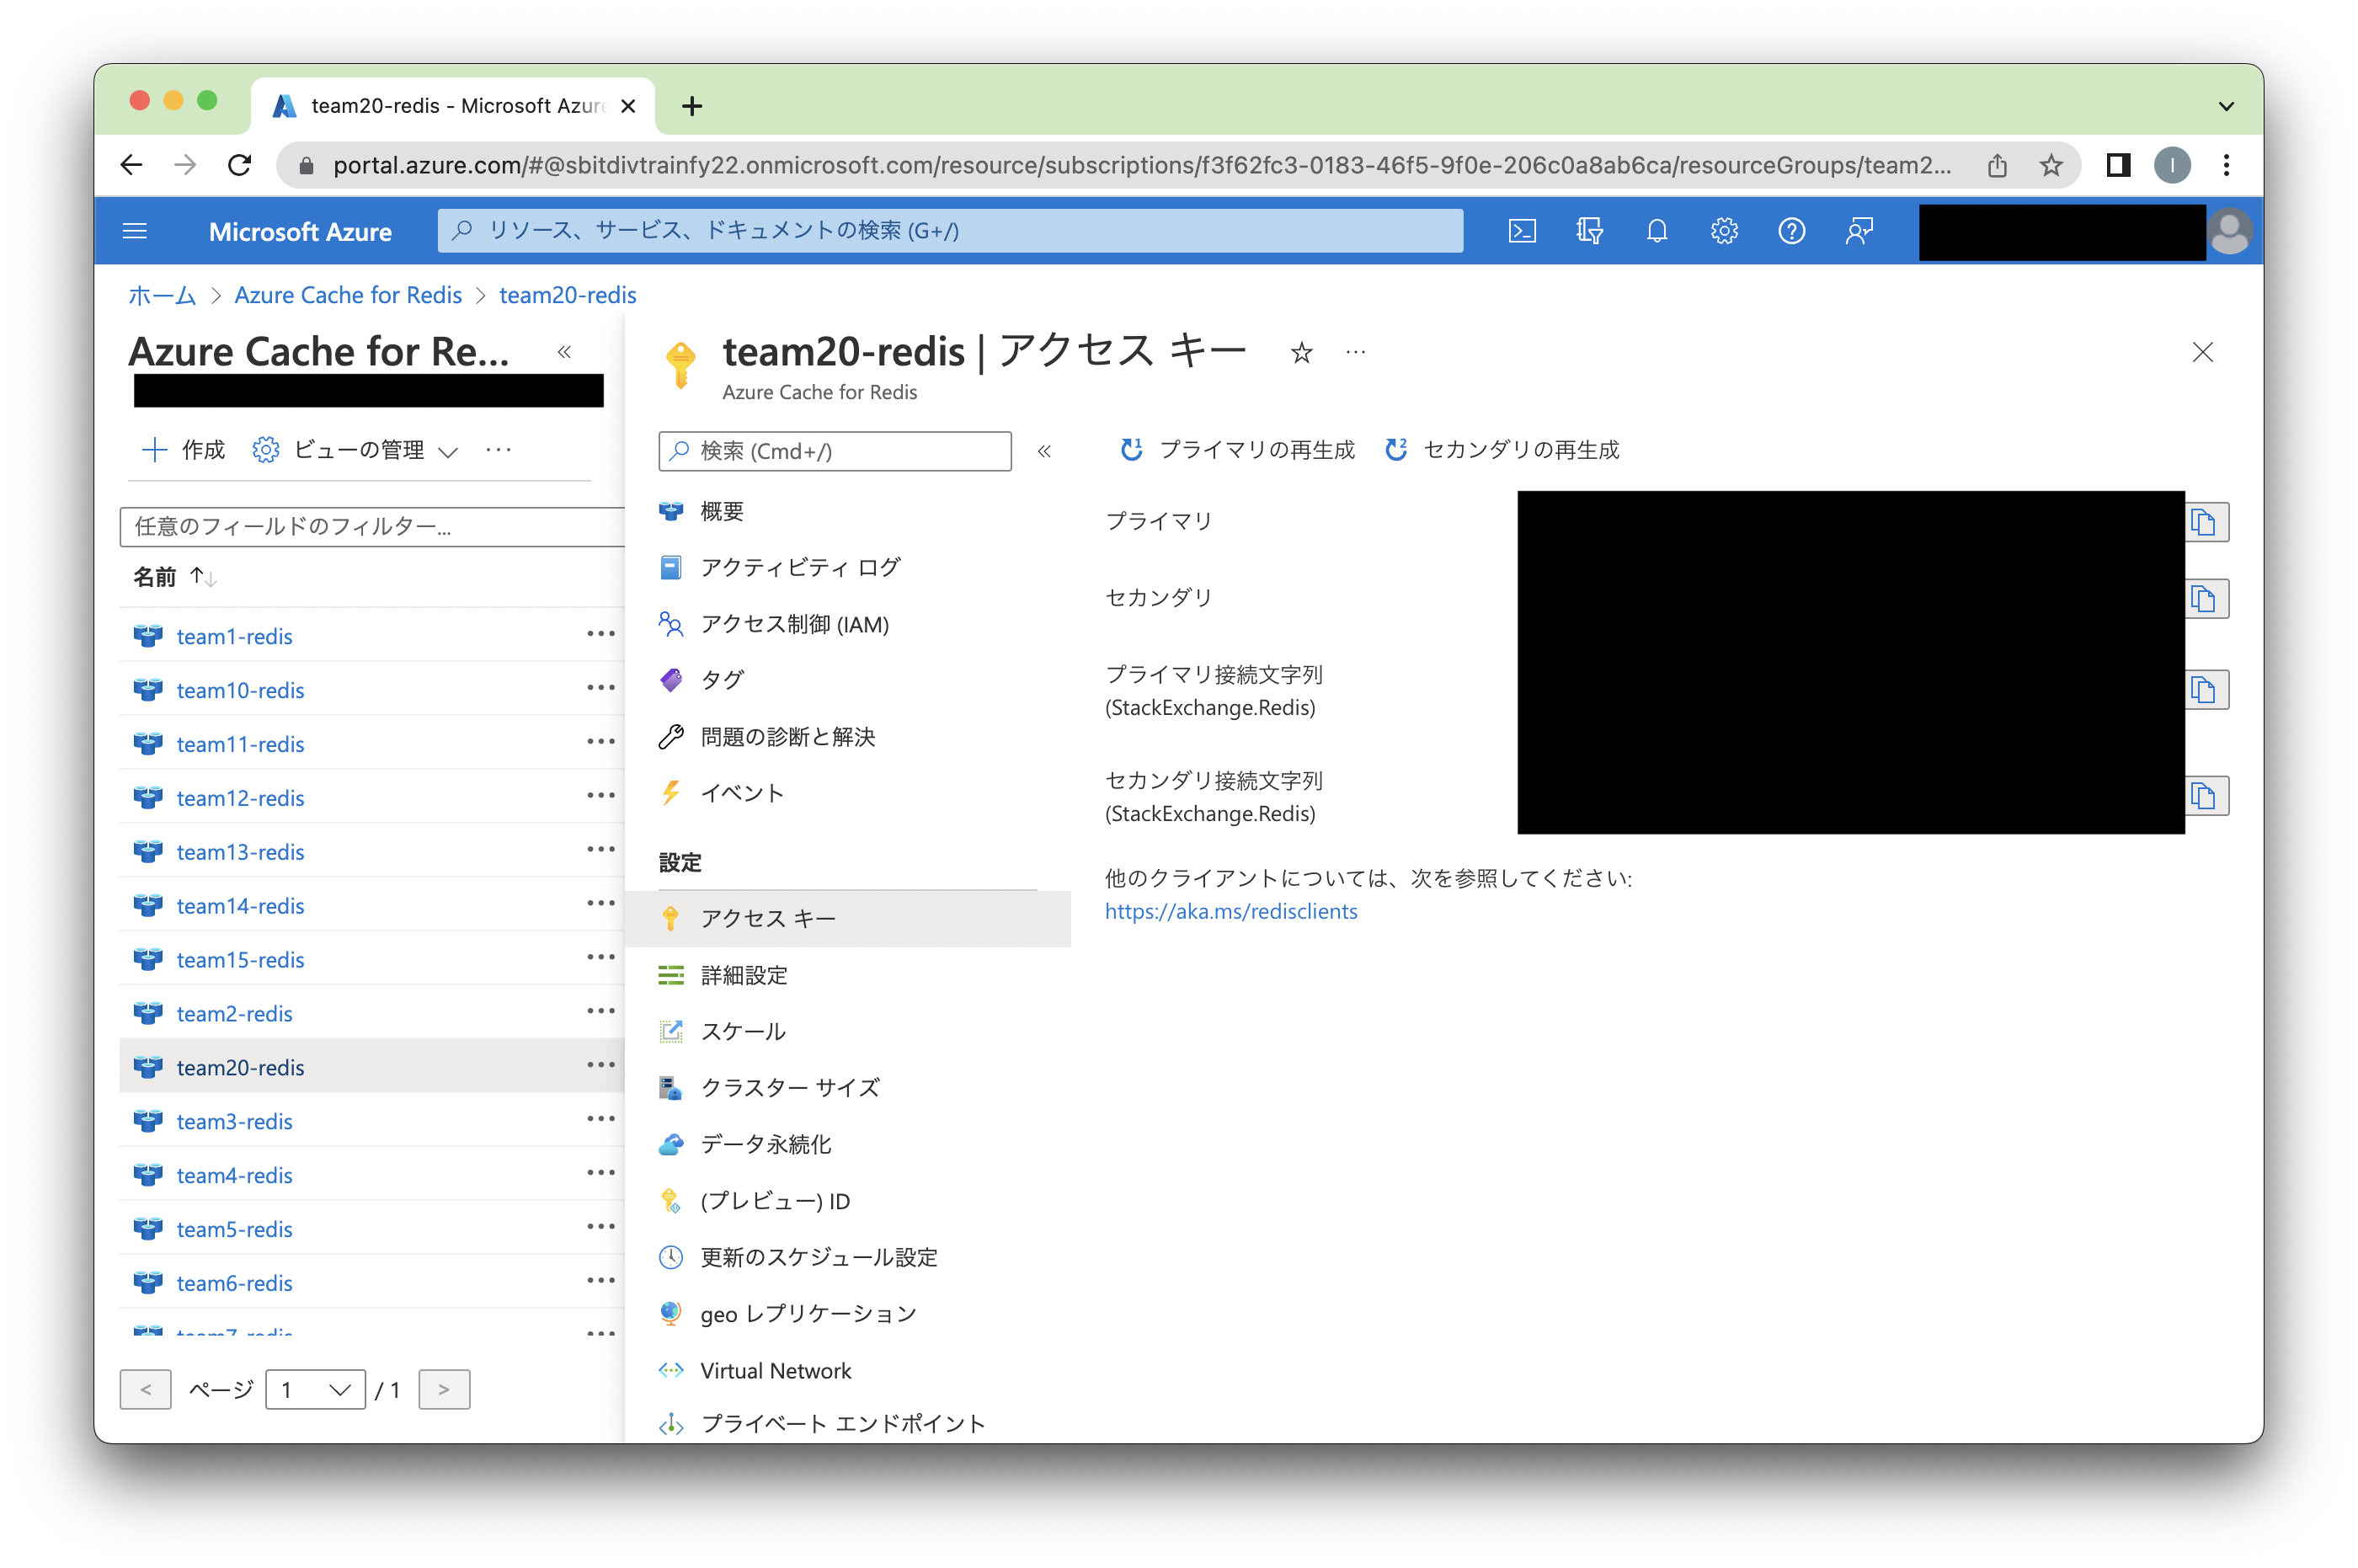 team20-redis - Microsoft Azure
portal.azure.com/#@sbitdivtrainfy22.onmicrosoft.com/resource/subscriptions/f3f62fc3-0183-46f5-9f0e-206c0a8ab6ca/resourceGroups/team2...
I
Microsoft Azure
リソース、サービス、ドキュメントの検索 (G+/)
ホーム > Azure Cache for Redis > team20-redis
Azure Cache for Re... «
+ 作成 ビューの管理 ...
任意のフィールドのフィルター...
名前 ↑↓
team1-redis
team10-redis
team11-redis
team12-redis
team13-redis
team14-redis
team15-redis
team2-redis
team20-redis
team3-redis
team4-redis
team5-redis
team6-redis
team7-redis
< ページ 1 / 1 >
team20-redis | アクセス キー ☆ ...
Azure Cache for Redis
検索 (Cmd+/) «
概要
アクティビティ ログ
アクセス制御 (IAM)
タグ
問題の診断と解決
イベント
設定
アクセス キー
詳細設定
スケール
クラスター サイズ
データ永続化
(プレビュー) ID
更新のスケジュール設定
geo レプリケーション
Virtual Network
プライベート エンドポイント
プライマリの再生成 セカンダリの再生成
プライマリ
セカンダリ
プライマリ接続文字列
(StackExchange.Redis)
セカンダリ接続文字列
(StackExchange.Redis)
他のクライアントについては、次を参照してください:
https://aka.ms/redisclients